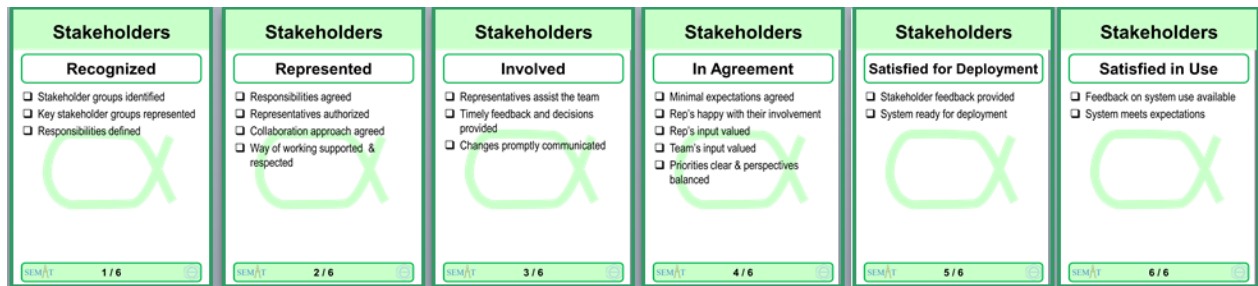 Stakeholders
Recognized
❑ Stakeholder groups identified
❑ Key stakeholder groups represented
❑ Responsibilities defined
SEMAT
1 / 6
Stakeholders
Represented
❑ Responsibilities agreed
❑ Representatives authorized
❑ Collaboration approach agreed
❑ Way of working supported &
respected
SEMAT
2 / 6
Stakeholders
Involved
❑ Representatives assist the team
❑ Timely feedback and decisions
provided
❑ Changes promptly communicated
SEMAT
3 / 6
Stakeholders
In Agreement
❑ Minimal expectations agreed
❑ Rep's happy with their involvement
❑ Rep's input valued
❑ Team's input valued
❑ Priorities clear & perspectives
balanced
SEMAT
4 / 6
Stakeholders
Satisfied for Deployment
❑ Stakeholder feedback provided
❑ System ready for deployment
SEMAT
5 / 6
Stakeholders
Satisfied in Use
❑ Feedback on system use available
❑ System meets expectations
SEMAT
6 / 6